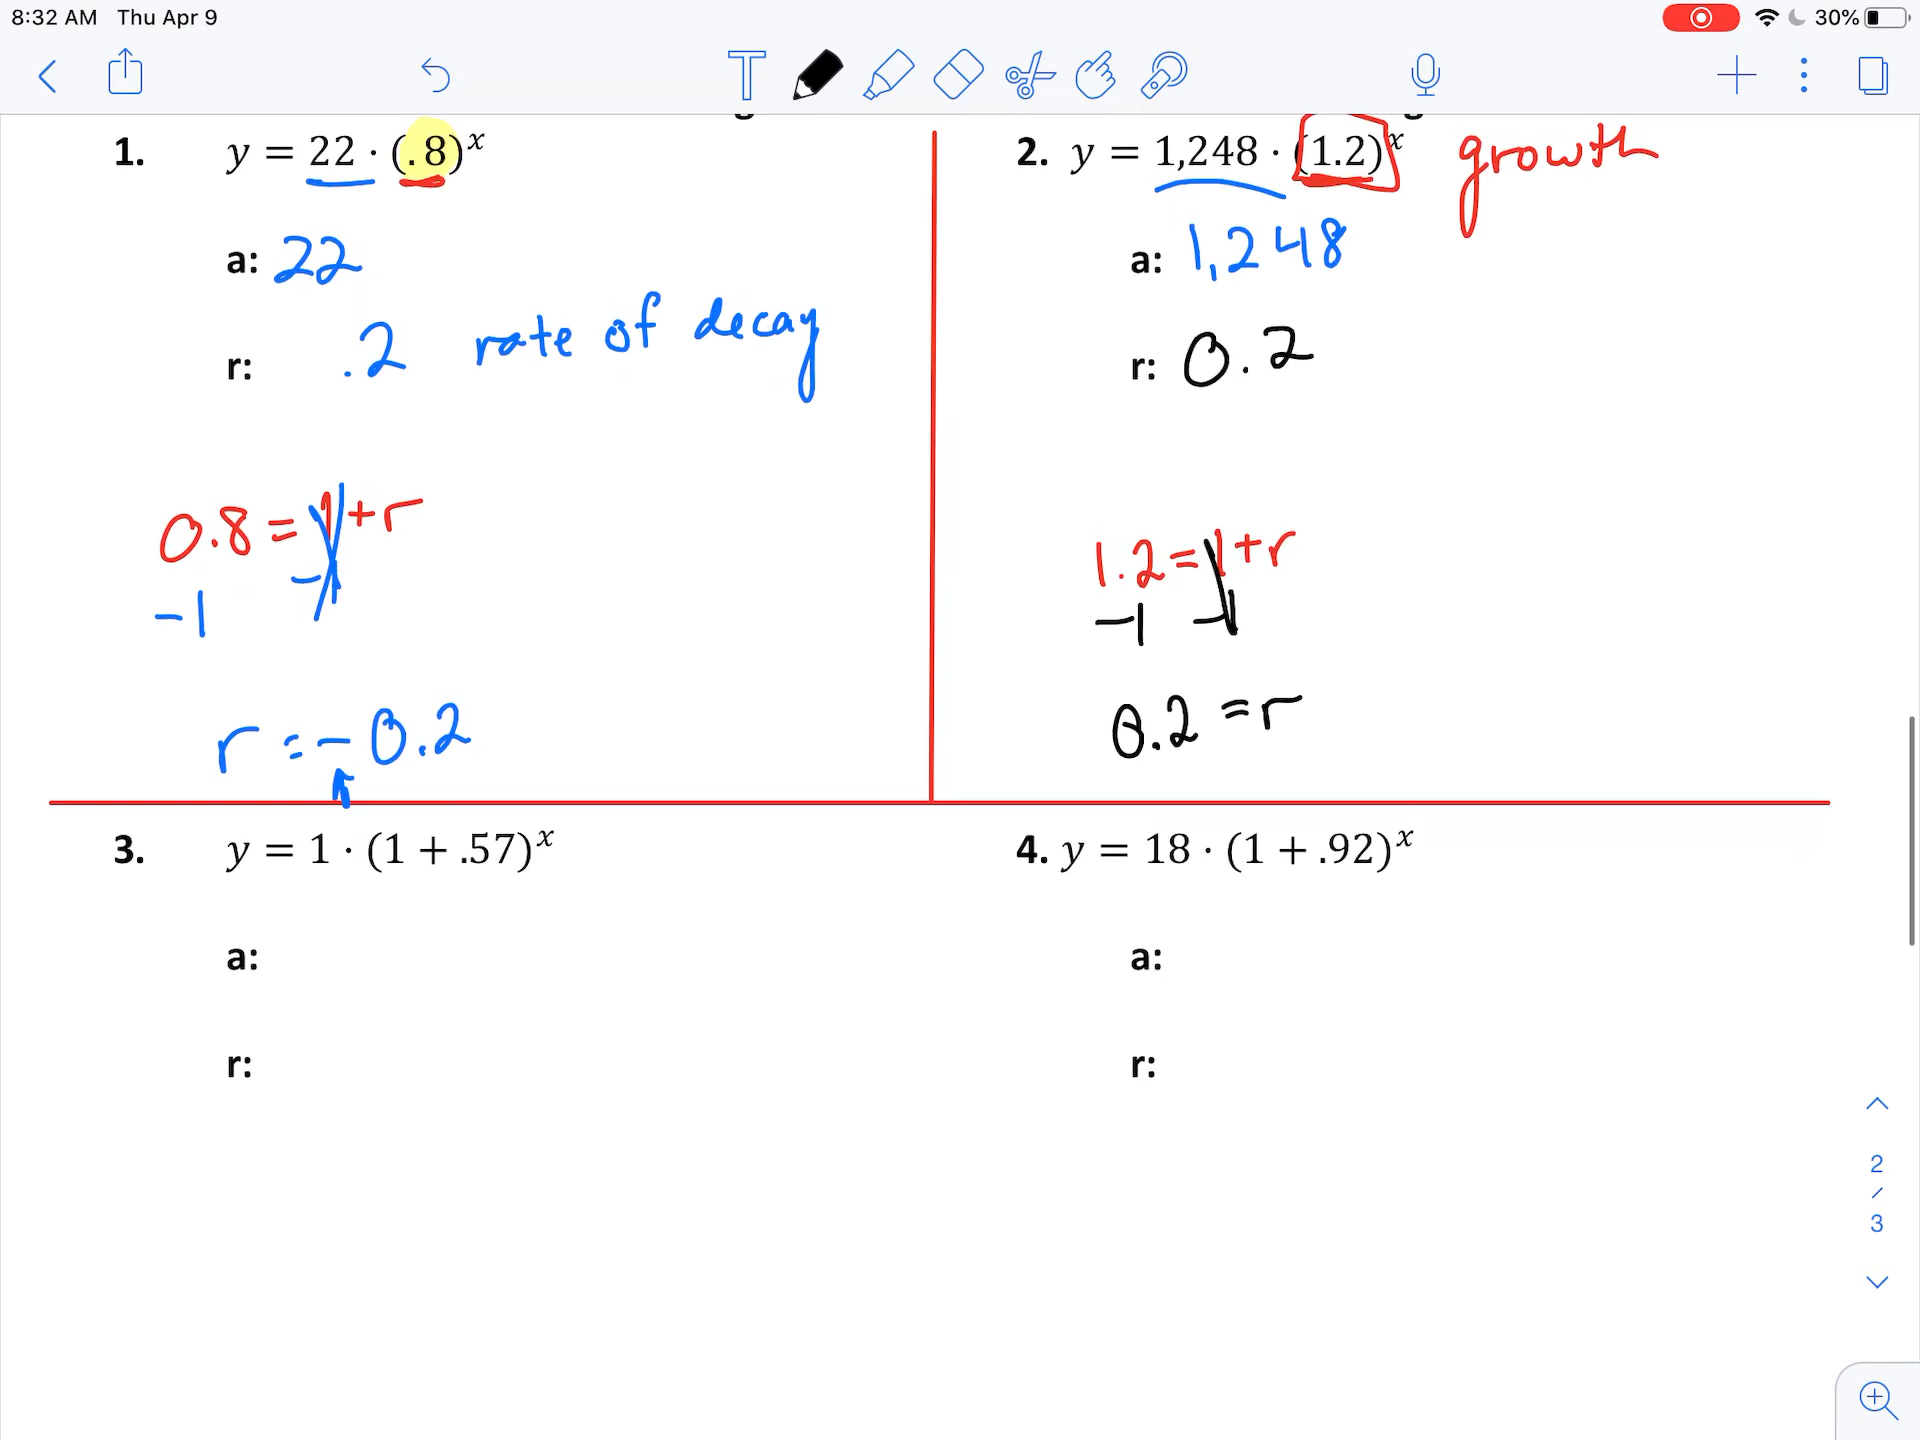 8:32 AM Thu Apr 9
30%
T
1. y = 22 · (.8)^x
a: 22
r: .2 rate of decay
0.8 = 1 + r
-1 -1
r = - 0.2
2. y = 1,248 · (1.2)^x growth
a: 1,248
r: 0.2
1.2 = 1 + r
-1 -1
0.2 = r
3. y = 1 · (1 + .57)^x
a:
r:
4. y = 18 · (1 + .92)^x
a:
r:
2
/
3